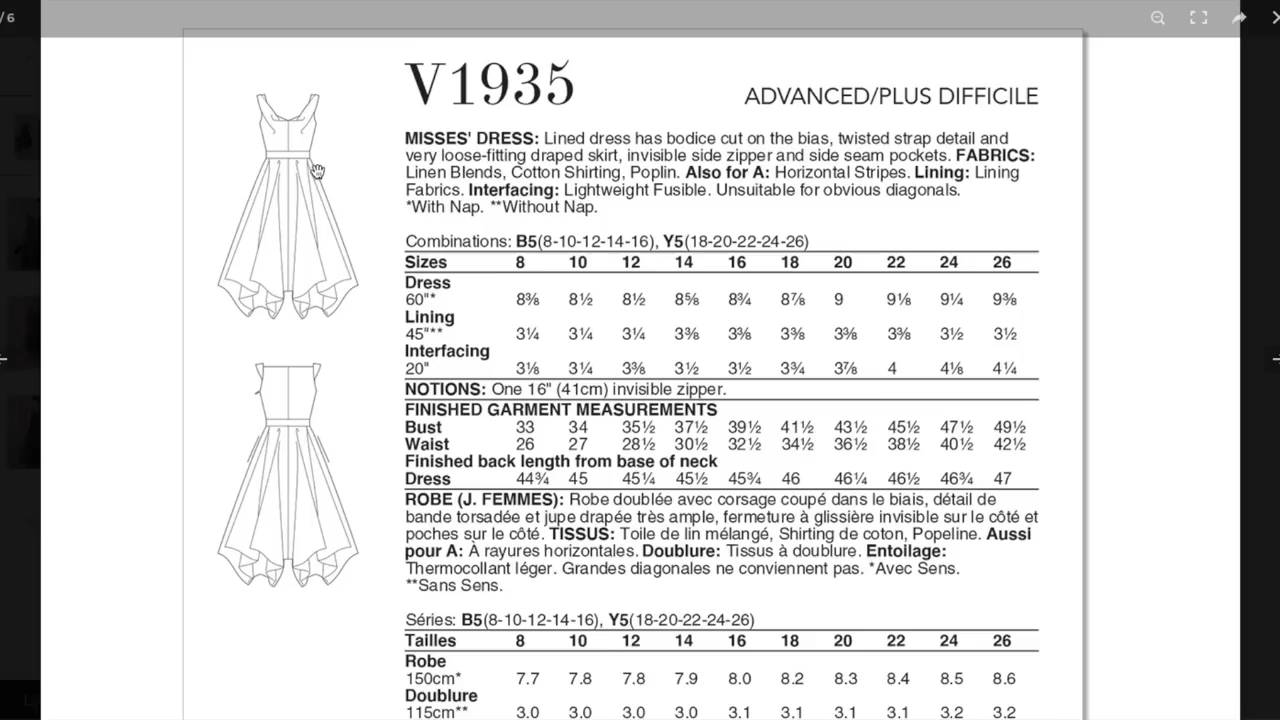 / 6
V1935
ADVANCED/PLUS DIFFICILE
MISSES' DRESS: Lined dress has bodice cut on the bias, twisted strap detail and
very loose-fitting draped skirt, invisible side zipper and side seam pockets. FABRICS:
Linen Blends, Cotton Shirting, Poplin. Also for A: Horizontal Stripes. Lining: Lining
Fabrics. Interfacing: Lightweight Fusible. Unsuitable for obvious diagonals.
*With Nap. **Without Nap.
Combinations: B5(8-10-12-14-16), Y5(18-20-22-24-26)
Sizes 8 10 12 14 16 18 20 22 24 26
Dress
60"* 8⅜ 8½ 8½ 8⅝ 8¾ 8⅞ 9 9⅛ 9¼ 9⅜
Lining
45"** 3¼ 3¼ 3¼ 3⅜ 3⅜ 3⅜ 3⅜ 3⅜ 3½ 3½
Interfacing
20" 3⅛ 3¼ 3⅜ 3½ 3½ 3¾ 3⅞ 4 4⅛ 4¼
NOTIONS: One 16" (41cm) invisible zipper.
FINISHED GARMENT MEASUREMENTS
Bust 33 34 35½ 37½ 39½ 41½ 43½ 45½ 47½ 49½
Waist 26 27 28½ 30½ 32½ 34½ 36½ 38½ 40½ 42½
Finished back length from base of neck
Dress 44¾ 45 45¼ 45½ 45¾ 46 46¼ 46½ 46¾ 47
ROBE (J. FEMMES): Robe doublée avec corsage coupé dans le biais, détail de
bande torsadée et jupe drapée très ample, fermeture à glissière invisible sur le côté et
poches sur le côté. TISSUS: Toile de lin mélangé, Shirting de coton, Popeline. Aussi
pour A: À rayures horizontales. Doublure: Tissus à doublure. Entoilage:
Thermocollant léger. Grandes diagonales ne conviennent pas. *Avec Sens.
**Sans Sens.
Séries: B5(8-10-12-14-16), Y5(18-20-22-24-26)
Tailles 8 10 12 14 16 18 20 22 24 26
Robe
150cm* 7.7 7.8 7.8 7.9 8.0 8.2 8.3 8.4 8.5 8.6
Doublure
115cm** 3.0 3.0 3.0 3.0 3.1 3.1 3.1 3.1 3.2 3.2